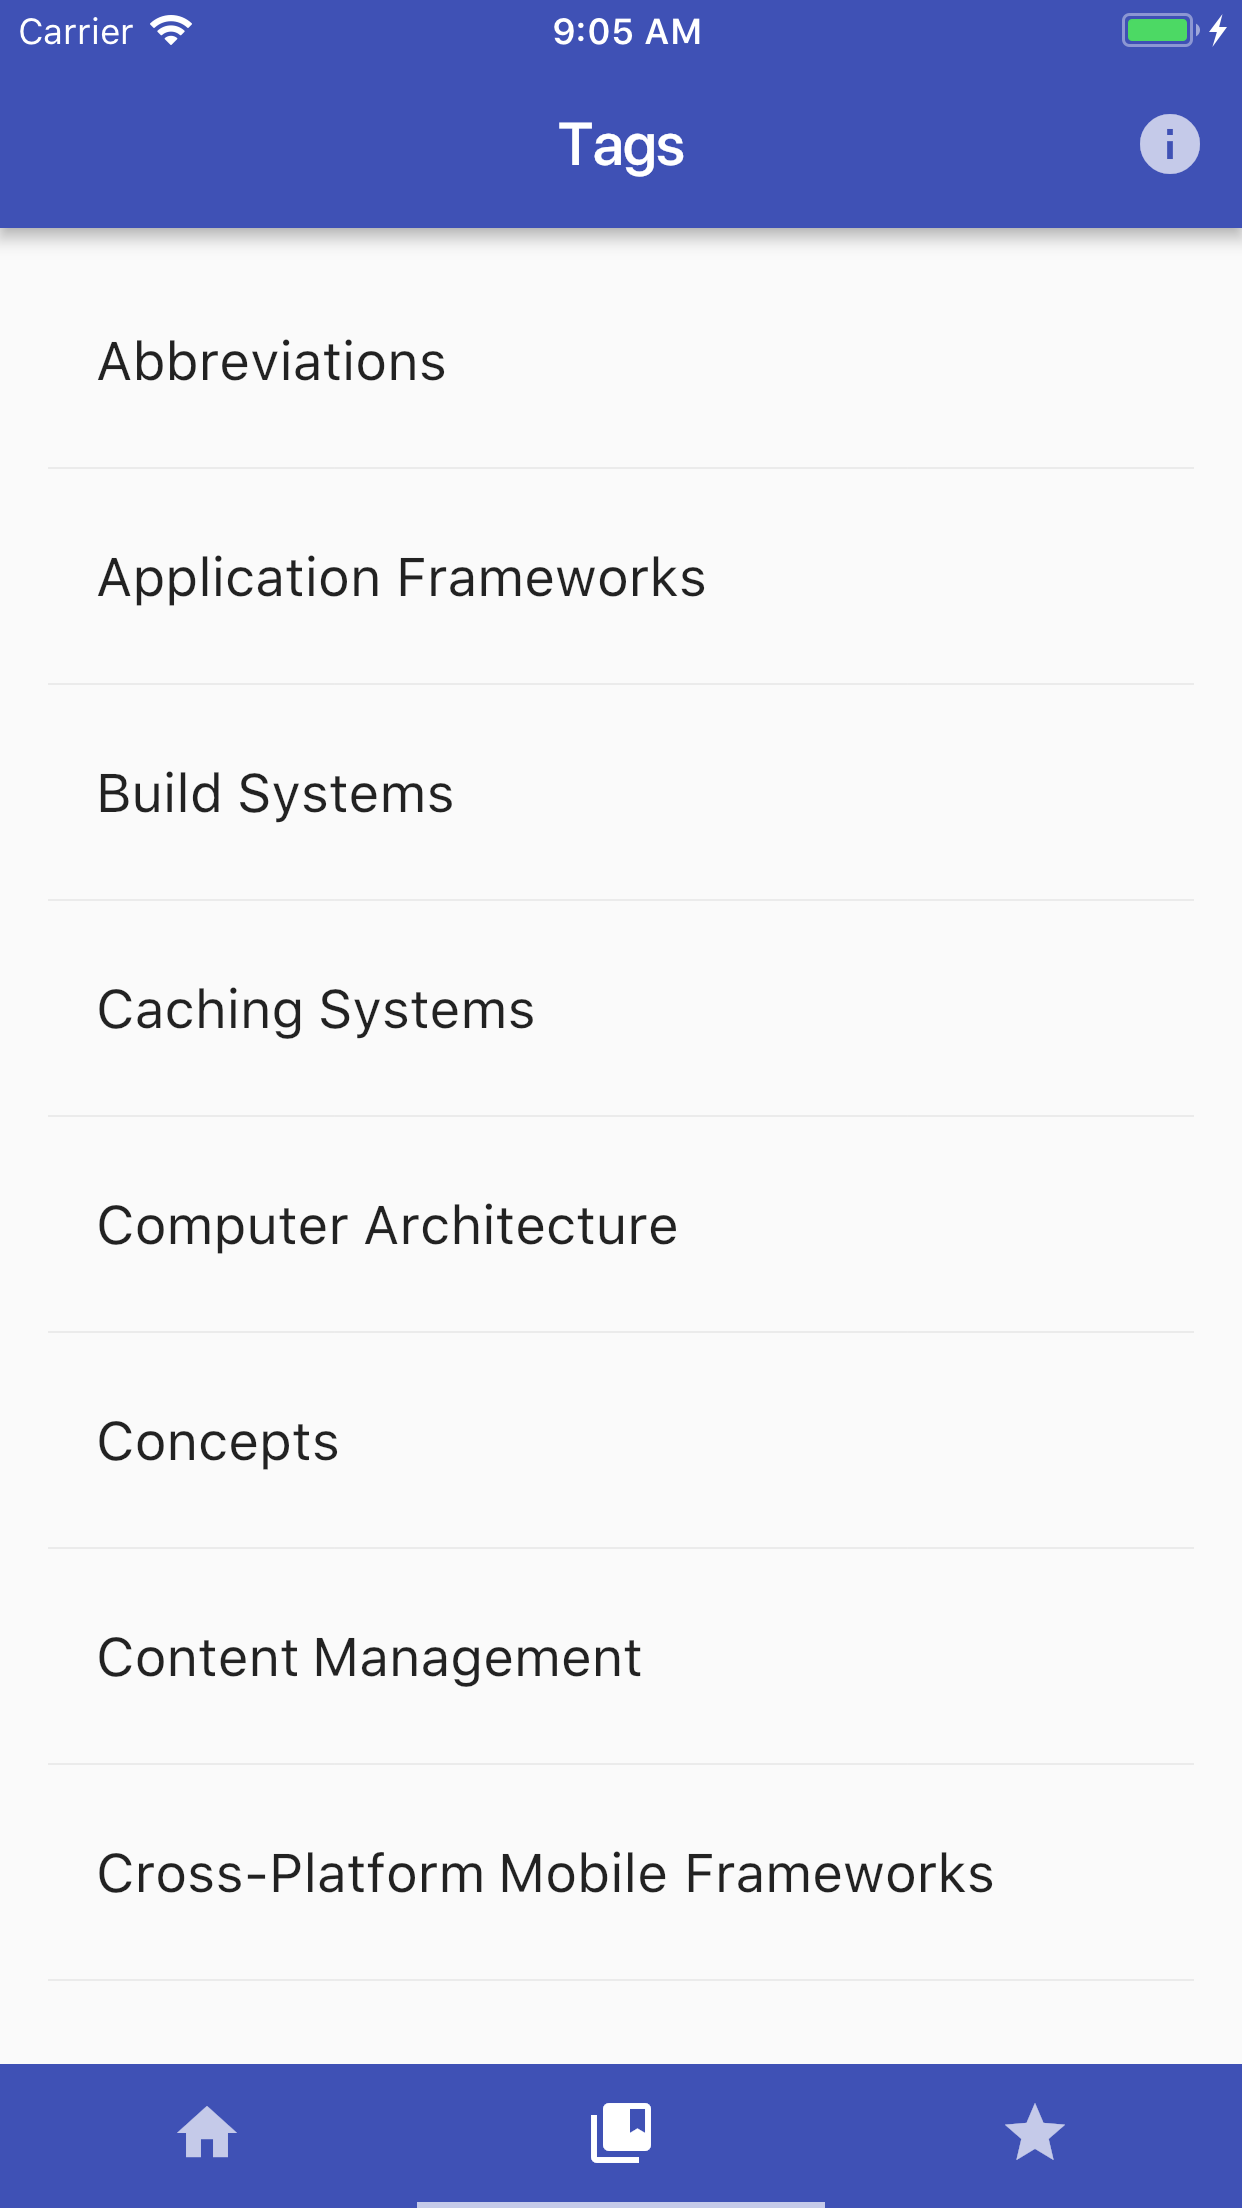 Carrier 9:05 AM
Tags
Abbreviations
Application Frameworks
Build Systems
Caching Systems
Computer Architecture
Concepts
Content Management
Cross-Platform Mobile Frameworks